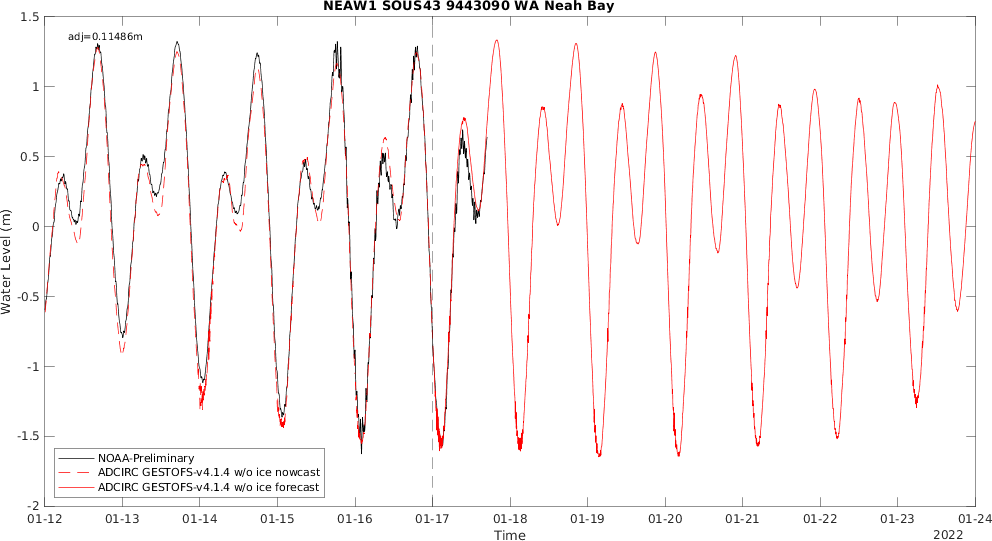 NEAW1 SOUS43 9443090 WA Neah Bay
adj=0.11486m
1.5
1
0.5
0
-0.5
-1
-1.5
-2
Water Level (m)
NOAA-Preliminary
ADCIRC GESTOFS-v4.1.4 w/o ice nowcast
ADCIRC GESTOFS-v4.1.4 w/o ice forecast
01-12 01-13 01-14 01-15 01-16 01-17 01-18 01-19 01-20 01-21 01-22 01-23 01-24
Time
2022